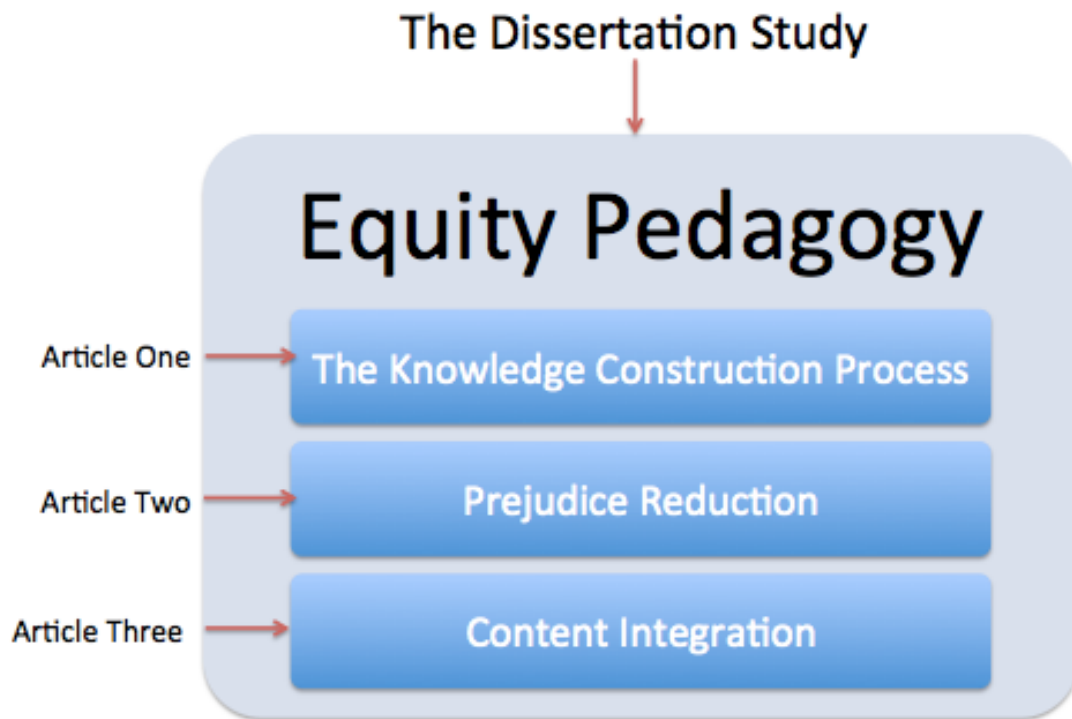 The Dissertation Study
Equity Pedagogy
Article One
The Knowledge Construction Process
Article Two
Prejudice Reduction
Article Three
Content Integration